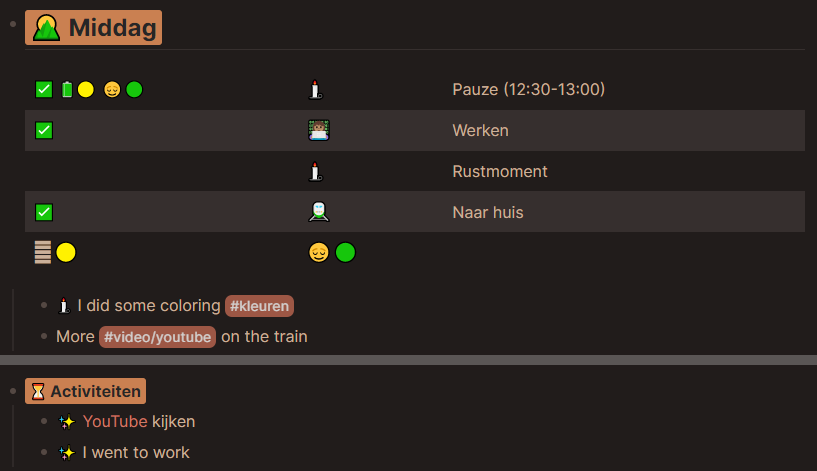 Middag
Pauze (12:30-13:00)
Werken
Rustmoment
Naar huis
I did some coloring #kleuren
More #video/youtube on the train
Activiteiten
YouTube kijken
I went to work